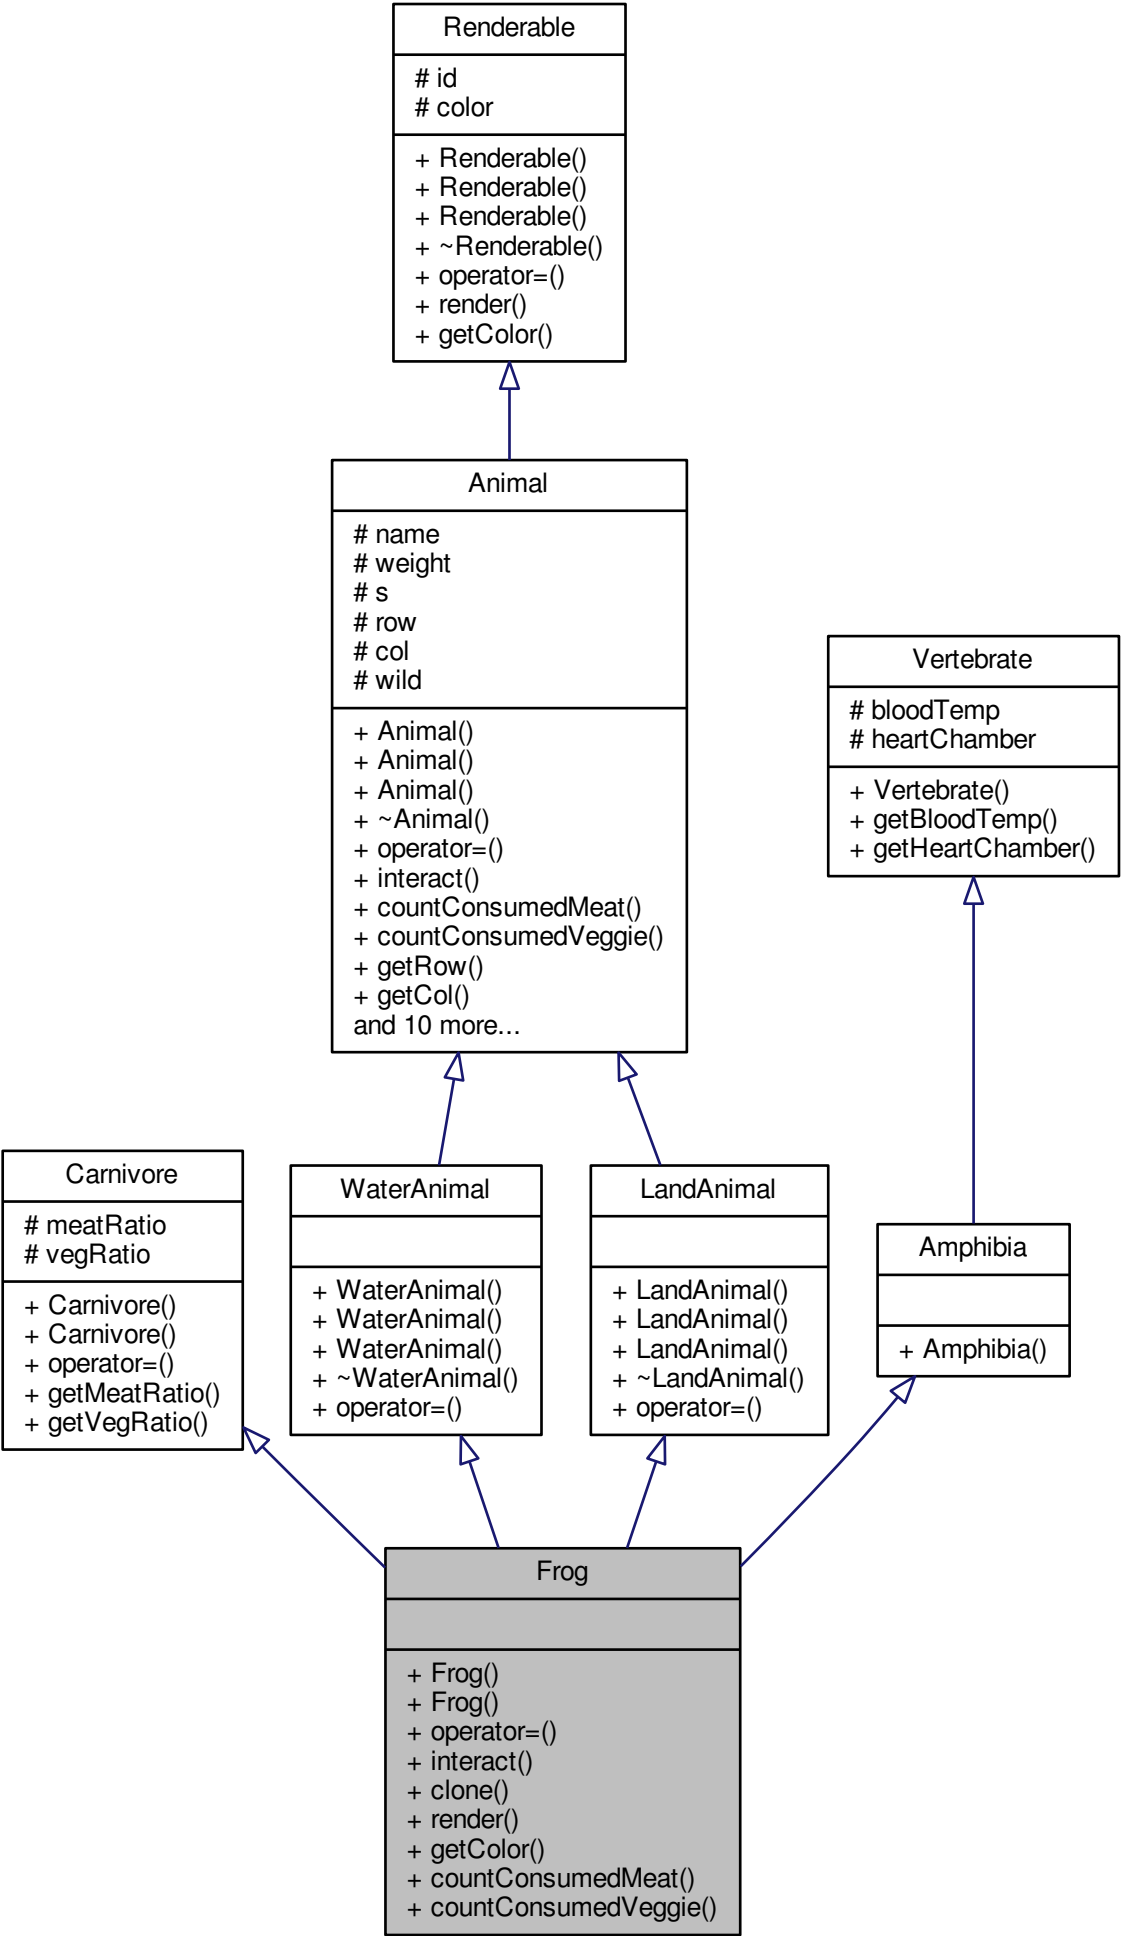 Renderable
# id
# color
+ Renderable()
+ Renderable()
+ Renderable()
+ ~Renderable()
+ operator=()
+ render()
+ getColor()
Animal
# name
# weight
# s
# row
# col
# wild
+ Animal()
+ Animal()
+ Animal()
+ ~Animal()
+ operator=()
+ interact()
+ countConsumedMeat()
+ countConsumedVeggie()
+ getRow()
+ getCol()
and 10 more...
Vertebrate
# bloodTemp
# heartChamber
+ Vertebrate()
+ getBloodTemp()
+ getHeartChamber()
Carnivore
# meatRatio
# vegRatio
+ Carnivore()
+ Carnivore()
+ operator=()
+ getMeatRatio()
+ getVegRatio()
WaterAnimal
+ WaterAnimal()
+ WaterAnimal()
+ WaterAnimal()
+ ~WaterAnimal()
+ operator=()
LandAnimal
+ LandAnimal()
+ LandAnimal()
+ LandAnimal()
+ ~LandAnimal()
+ operator=()
Amphibia
+ Amphibia()
Frog
+ Frog()
+ Frog()
+ operator=()
+ interact()
+ clone()
+ render()
+ getColor()
+ countConsumedMeat()
+ countConsumedVeggie()